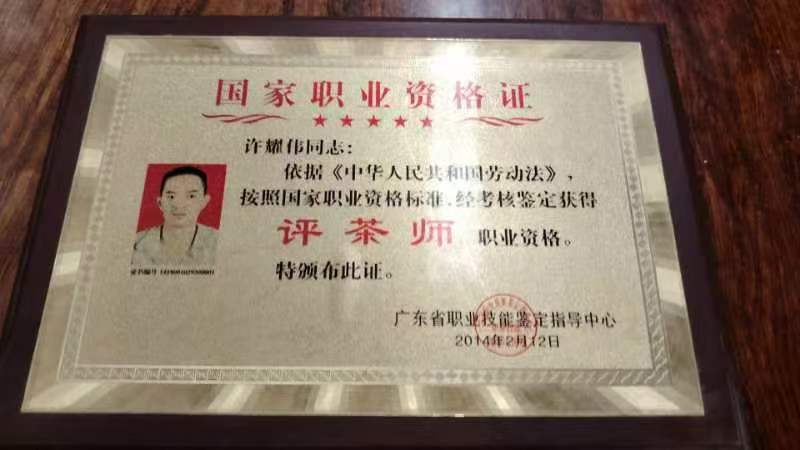 国家职业资格证
许耀伟同志：
依据《中华人民共和国劳动法》，
按照国家职业资格标准，经考核鉴定获得
评茶师 职业资格。
特颁布此证。
证书编号
广东省职业技能鉴定指导中心
2014年2月12日